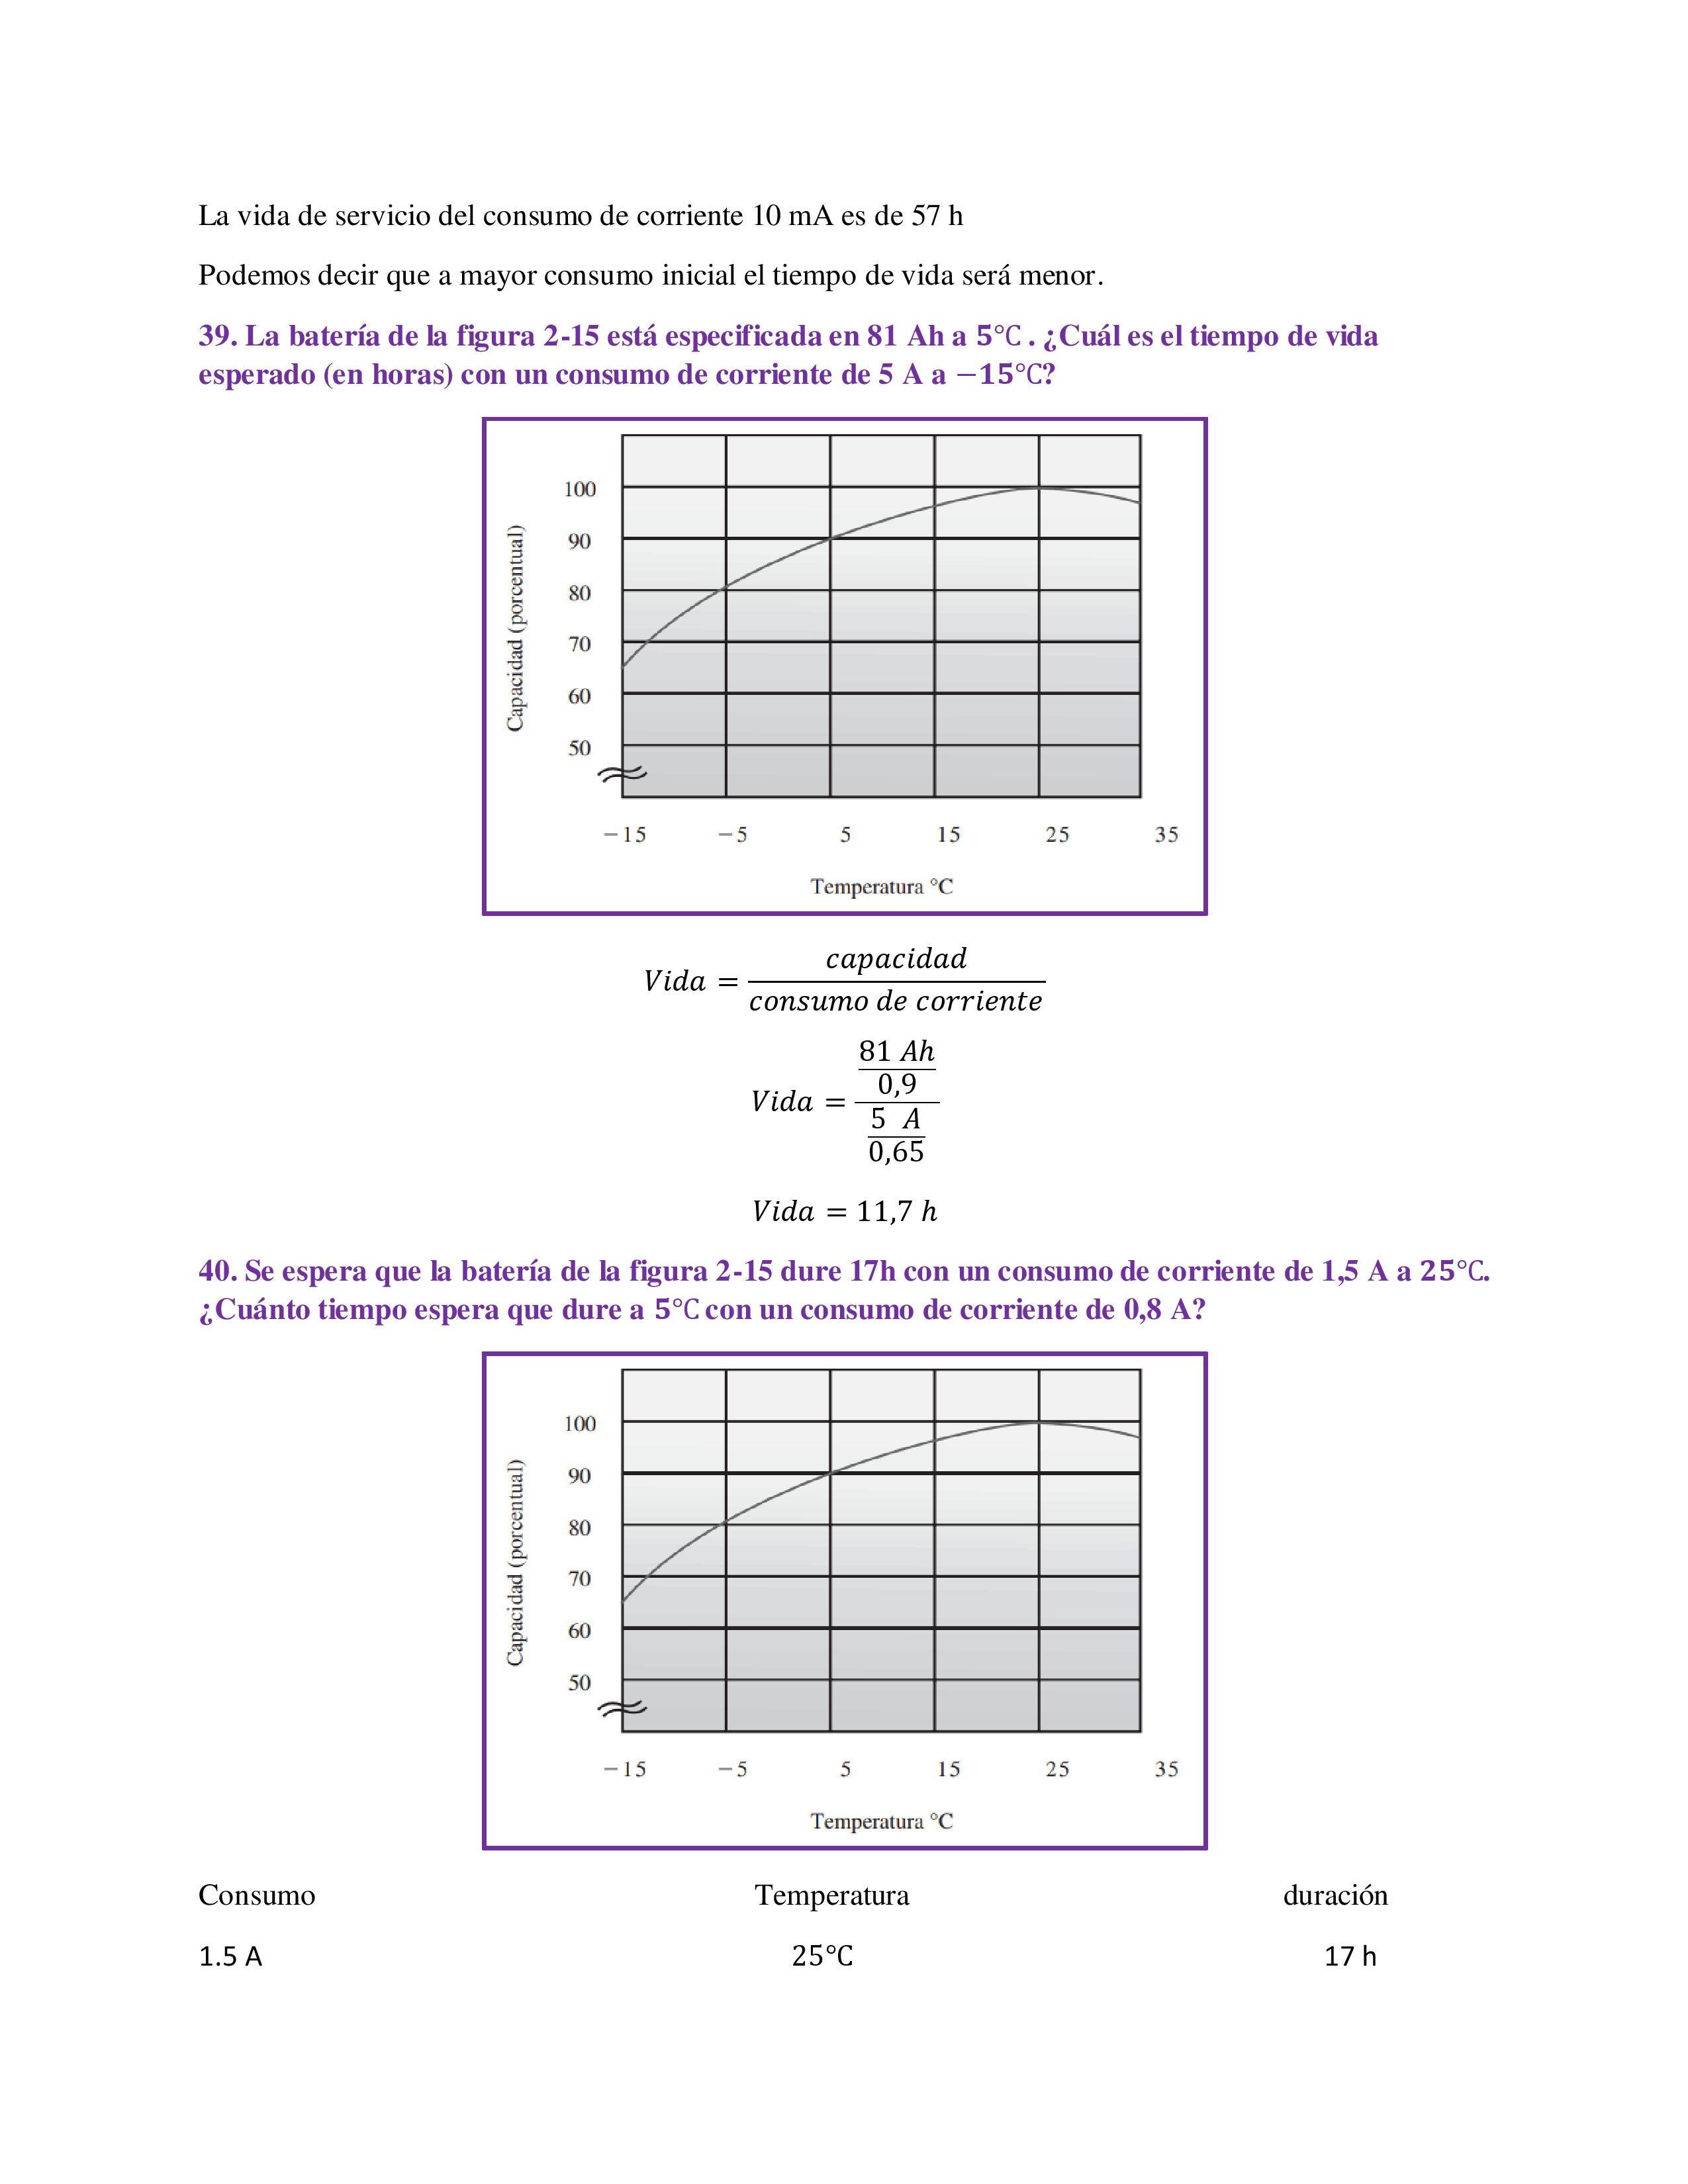 La vida de servicio del consumo de corriente 10 mA es de 57 h
Podemos decir que a mayor consumo inicial el tiempo de vida será menor.
39. La batería de la figura 2-15 está especificada en 81 Ah a 5°C . ¿Cuál es el tiempo de vida
esperado (en horas) con un consumo de corriente de 5 A a −15°C?
Capacidad (porcentual)
100
90
80
70
60
50
−15 −5 5 15 25 35
Temperatura °C
capacidad
Vida =
consumo de corriente
81 Ah
0,9
Vida =
5 A
0,65
Vida = 11,7 h
40. Se espera que la batería de la figura 2-15 dure 17h con un consumo de corriente de 1,5 A a 25°C.
¿Cuánto tiempo espera que dure a 5°C con un consumo de corriente de 0,8 A?
Capacidad (porcentual)
100
90
80
70
60
50
−15 −5 5 15 25 35
Temperatura °C
Consumo Temperatura duración
1.5 A 25°C 17 h